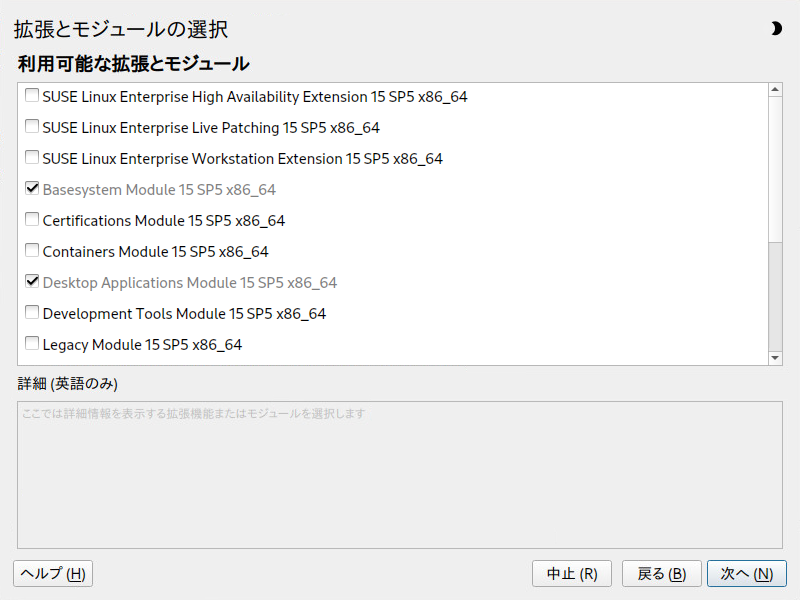 拡張とモジュールの選択
利用可能な拡張とモジュール
SUSE Linux Enterprise High Availability Extension 15 SP5 x86_64
SUSE Linux Enterprise Live Patching 15 SP5 x86_64
SUSE Linux Enterprise Workstation Extension 15 SP5 x86_64
Basesystem Module 15 SP5 x86_64
Certifications Module 15 SP5 x86_64
Containers Module 15 SP5 x86_64
Desktop Applications Module 15 SP5 x86_64
Development Tools Module 15 SP5 x86_64
Legacy Module 15 SP5 x86_64
詳細 (英語のみ)
ここでは詳細情報を表示する拡張機能またはモジュールを選択します
ヘルプ (H) 中止 (R) 戻る (B) 次へ (N)